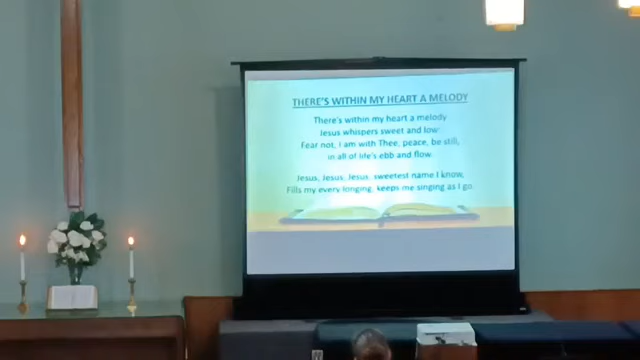 THERE'S WITHIN MY HEART A MELODY
There's within my heart a melody
Jesus whispers sweet and low:
Fear not, I am with Thee, peace, be still,
in all of life's ebb and flow.
Jesus, Jesus, Jesus, sweetest name I know,
Fills my every longing, keeps me singing as I go.